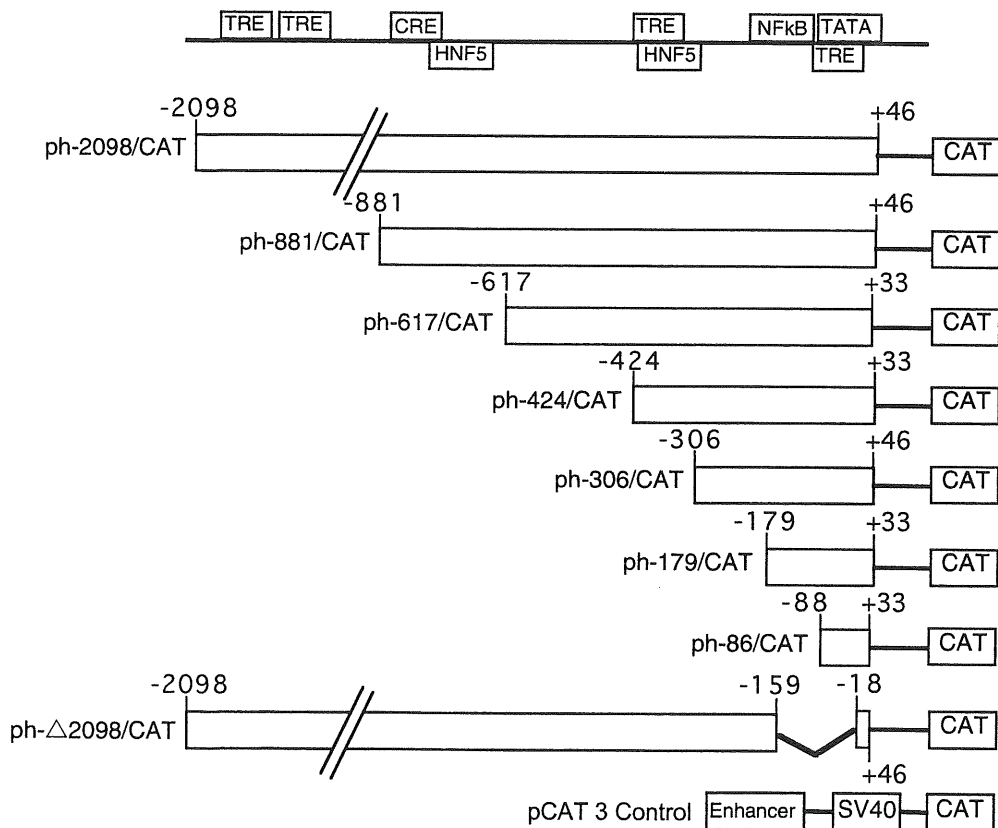 TRE TRE CRE TRE NFkB TATA
HNF5 HNF5 TRE
-2098 +46
ph-2098/CAT CAT
-881 +46
ph-881/CAT CAT
-617 +33
ph-617/CAT CAT
-424 +33
ph-424/CAT CAT
-306 +46
ph-306/CAT CAT
-179 +33
ph-179/CAT CAT
-88 +33
ph-86/CAT CAT
-2098 -159 -18
ph-△2098/CAT CAT
+46
pCAT 3 Control Enhancer SV40 CAT